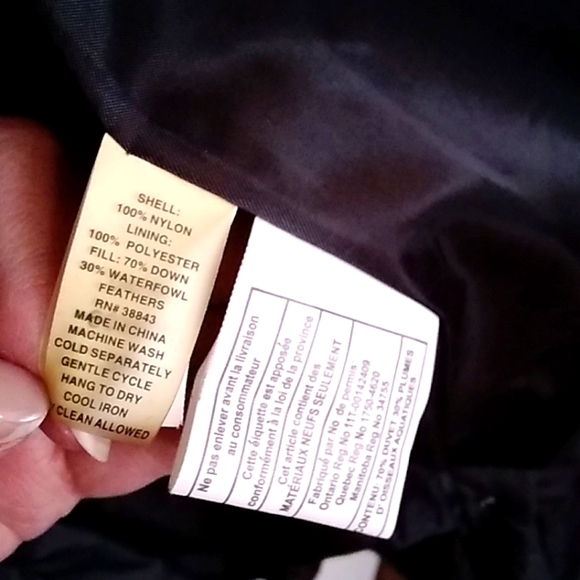 SHELL:
100% NYLON
LINING:
100% POLYESTER
FILL: 70% DOWN
30% WATERFOWL
FEATHERS
RN# 38843
MADE IN CHINA
MACHINE WASH
COLD SEPARATELY
GENTLE CYCLE
HANG TO DRY
COOL IRON
CLEAN ALLOWED
Ne pas enlever avant la livraison
au consommateur
Cette étiquette est apposée
conformément à la loi de la province
Cet article contient des
MATÉRIAUX NEUFS SEULEMENT
Fabriqué par No de permis
Ontario Reg No 11T-00142409
Quebec Reg No 1750-4620
Manitoba Reg No 34755
CONTENU: 70% DUVET 30% PLUMES
D' OISSEAUX AQUATIQUES